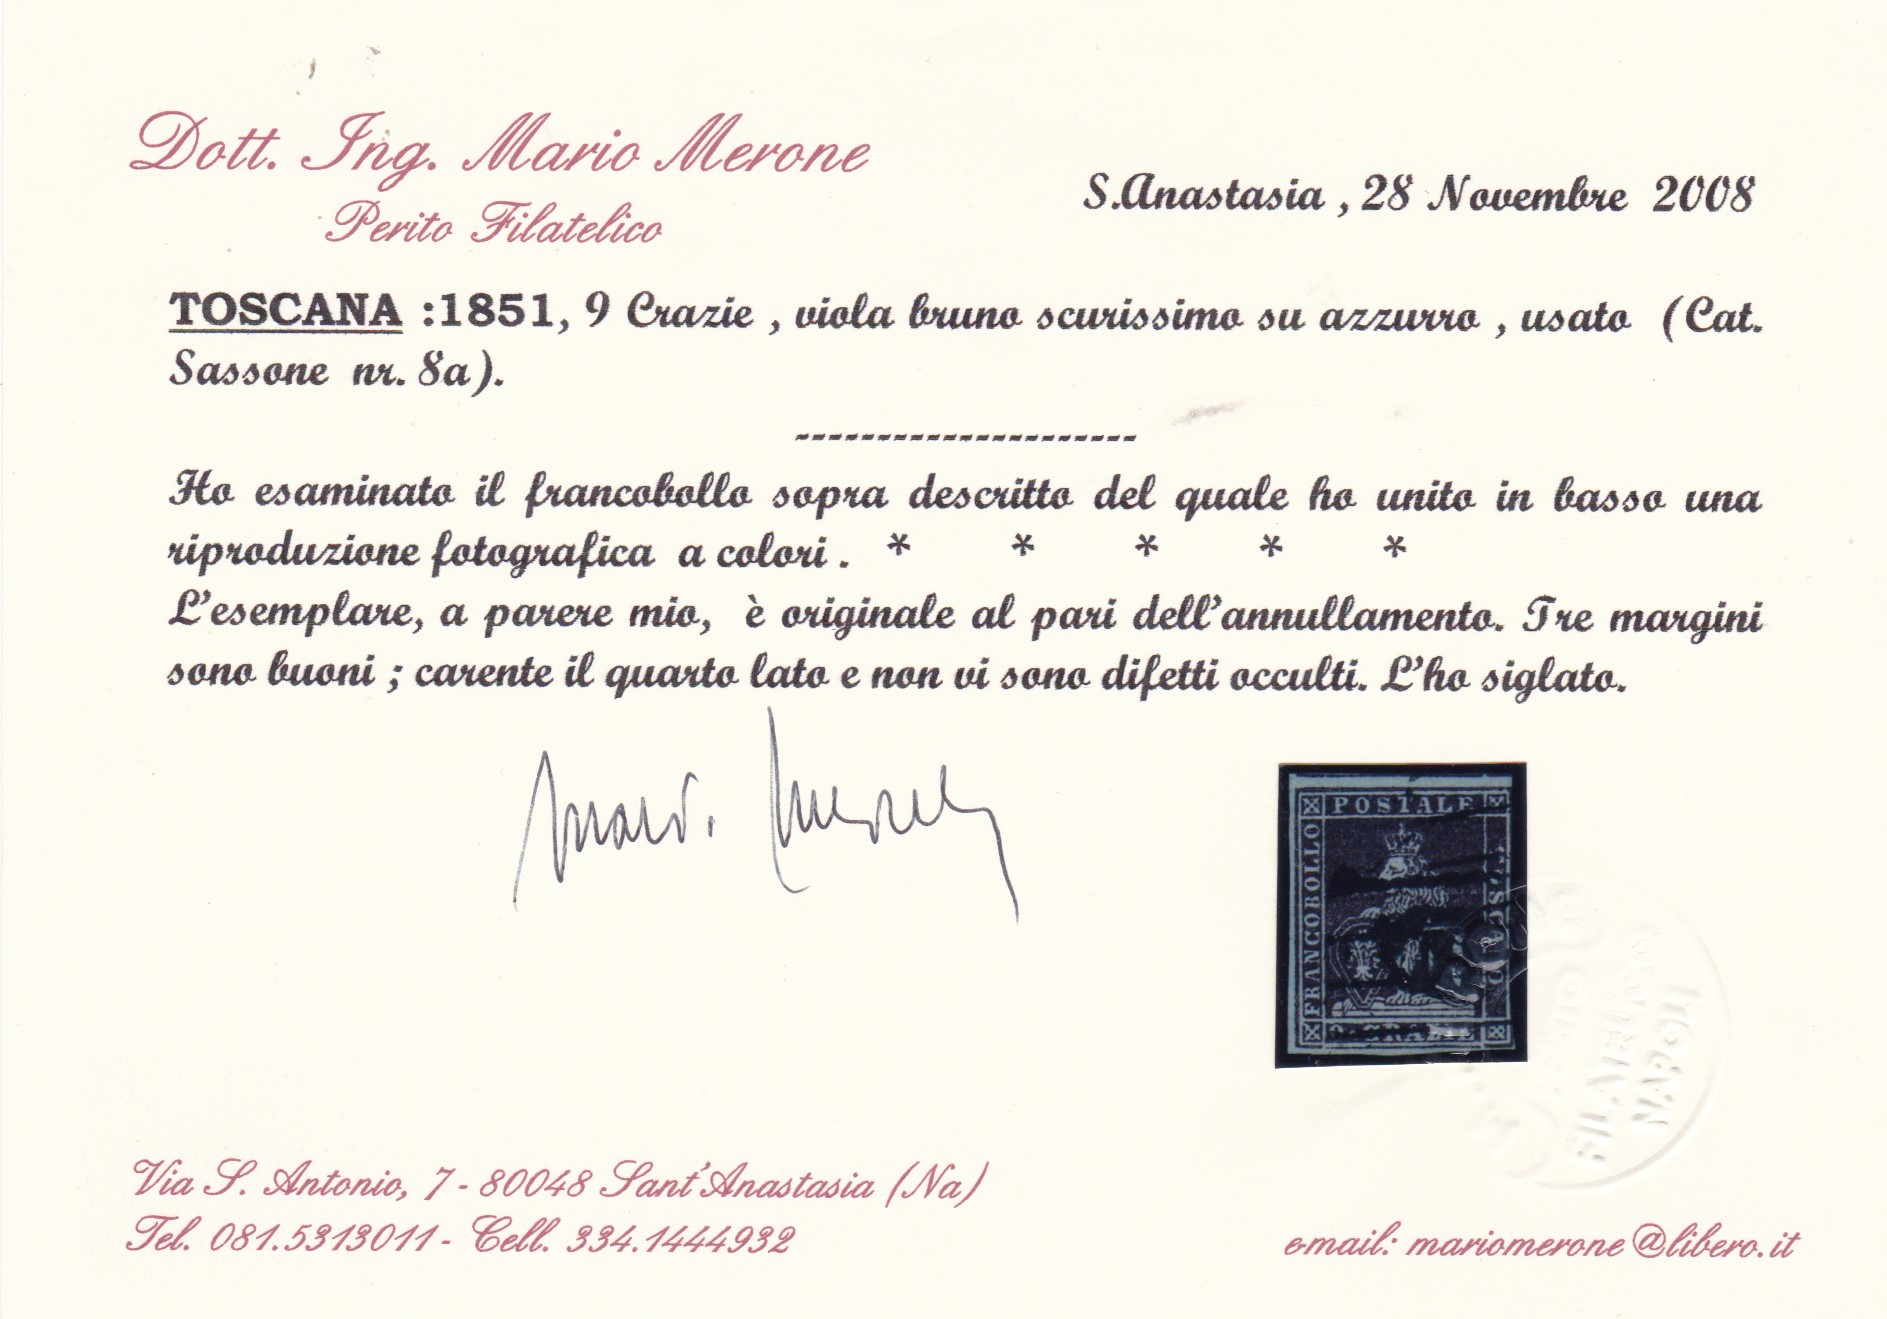 Dott. Ing. Mario Merone
Perito Filatelico
S.Anastasia , 28 Novembre 2008
TOSCANA :1851, 9 Crazie , viola bruno scurissimo su azzurro , usato (Cat.
Sassone nr. 8a).
---------------------
Ho esaminato il francobollo sopra descritto del quale ho unito in basso una
riproduzione fotografica a colori . * * * * *
L'esemplare, a parere mio, è originale al pari dell'annullamento. Tre margini
sono buoni ; carente il quarto lato e non vi sono difetti occulti. L'ho siglato.
Mario Merone
POSTALE
FRANCOBOLLO
NAPOLI
Via S. Antonio, 7 - 80048 Sant'Anastasia (Na)
Tel. 081.5313011 - Cell. 334.1444932
email: mariomerone@libero.it